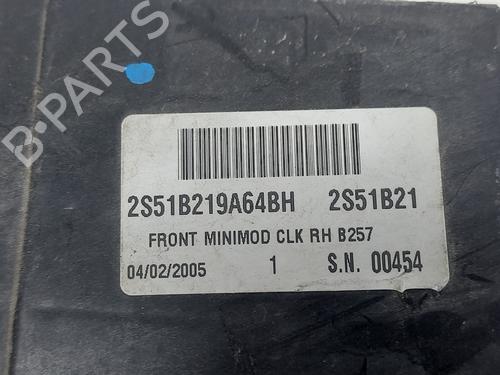 B-PARTS
2S51B219A64BH 2S51B21
FRONT MINIMOD CLK RH B257
04/02/2005 1 S.N. 00454